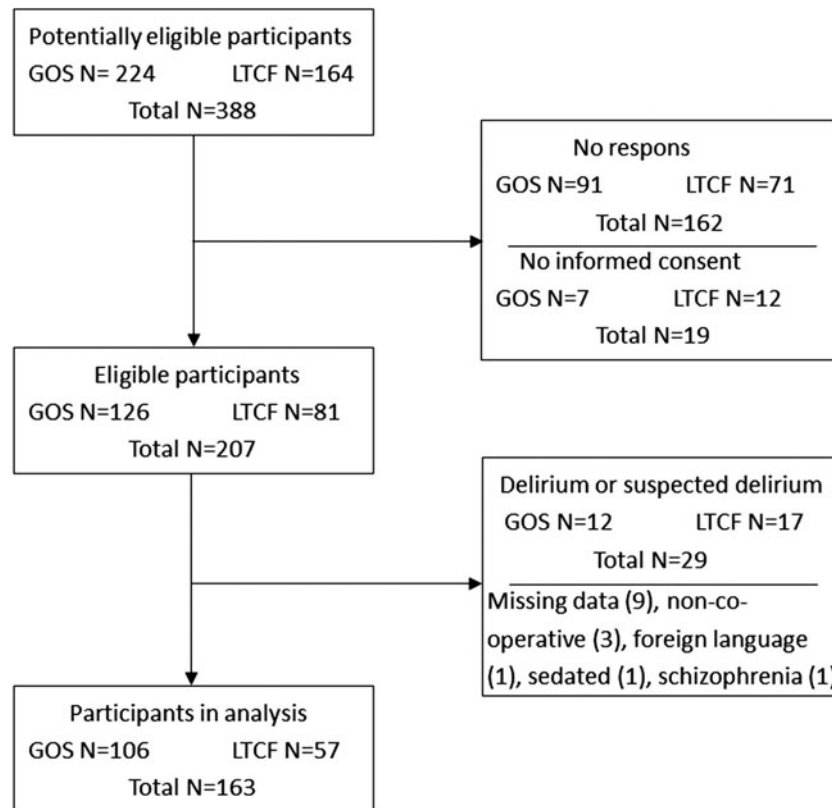 Potentially eligible participants
GOS N= 224 LTCF N=164
Total N=388
No respons
GOS N=91 LTCF N=71
Total N=162
No informed consent
GOS N=7 LTCF N=12
Total N=19
Eligible participants
GOS N=126 LTCF N=81
Total N=207
Delirium or suspected delirium
GOS N=12 LTCF N=17
Total N=29
Missing data (9), non-co-
operative (3), foreign language
(1), sedated (1), schizophrenia (1)
Participants in analysis
GOS N=106 LTCF N=57
Total N=163